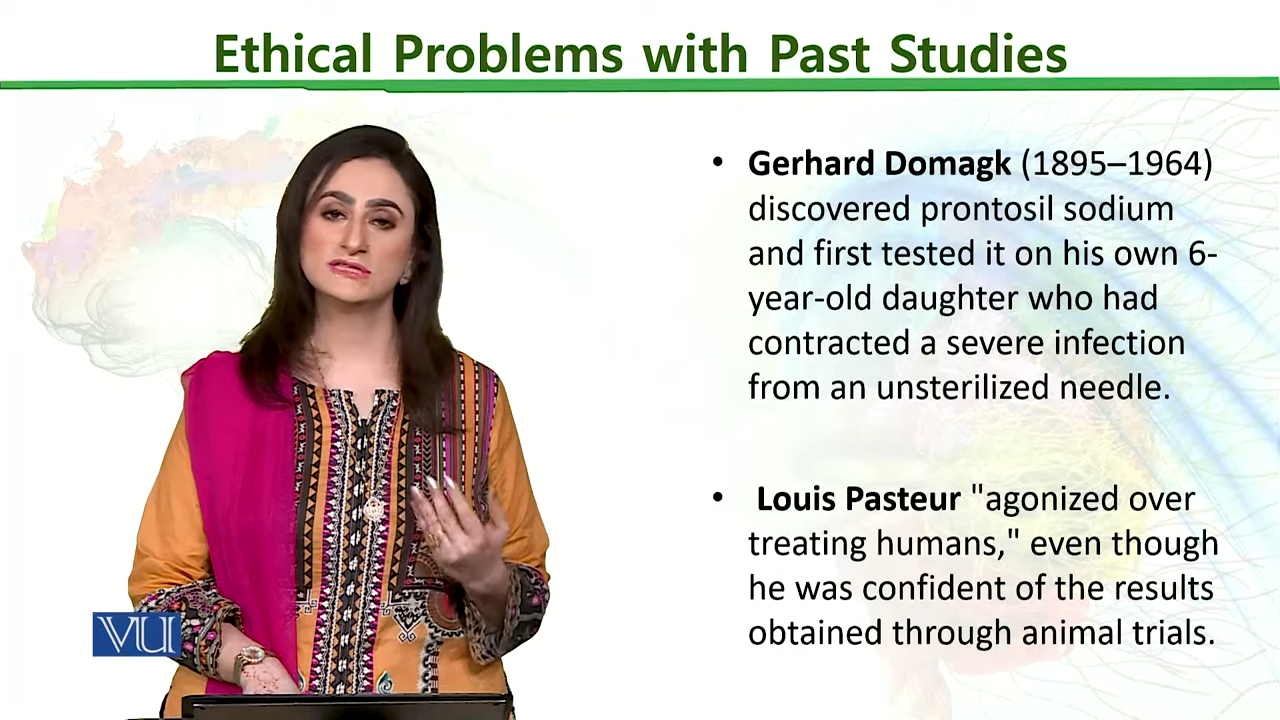 Ethical Problems with Past Studies
• Gerhard Domagk (1895–1964)
discovered prontosil sodium
and first tested it on his own 6-
year-old daughter who had
contracted a severe infection
from an unsterilized needle.
• Louis Pasteur "agonized over
treating humans," even though
he was confident of the results
obtained through animal trials.
VU